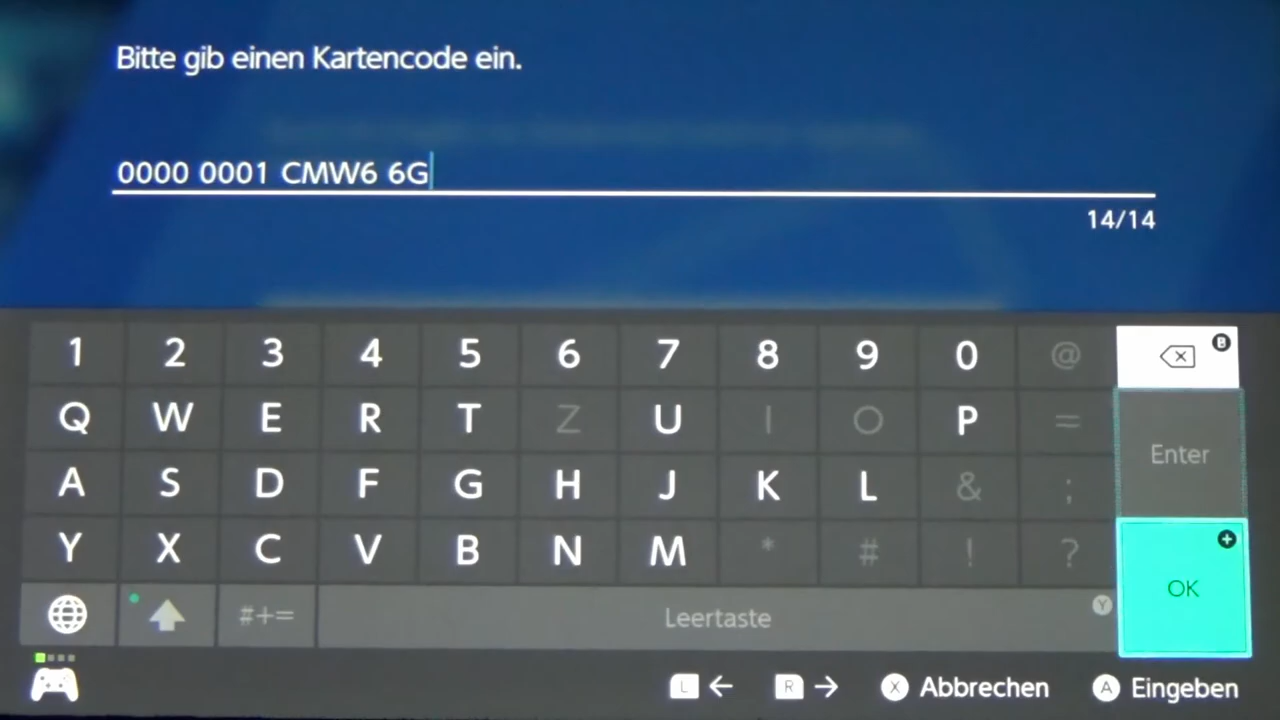 Bitte gib einen Kartencode ein.
0000 0001 CMW6 6G
14/14
1 2 3 4 5 6 7 8 9 0 @ B
Q W E R T Z U I O P =
Enter
A S D F G H J K L & ;
Y X C V B N M * # ! ?
+
OK
#+= Leertaste Y
L ← R → X Abbrechen A Eingeben